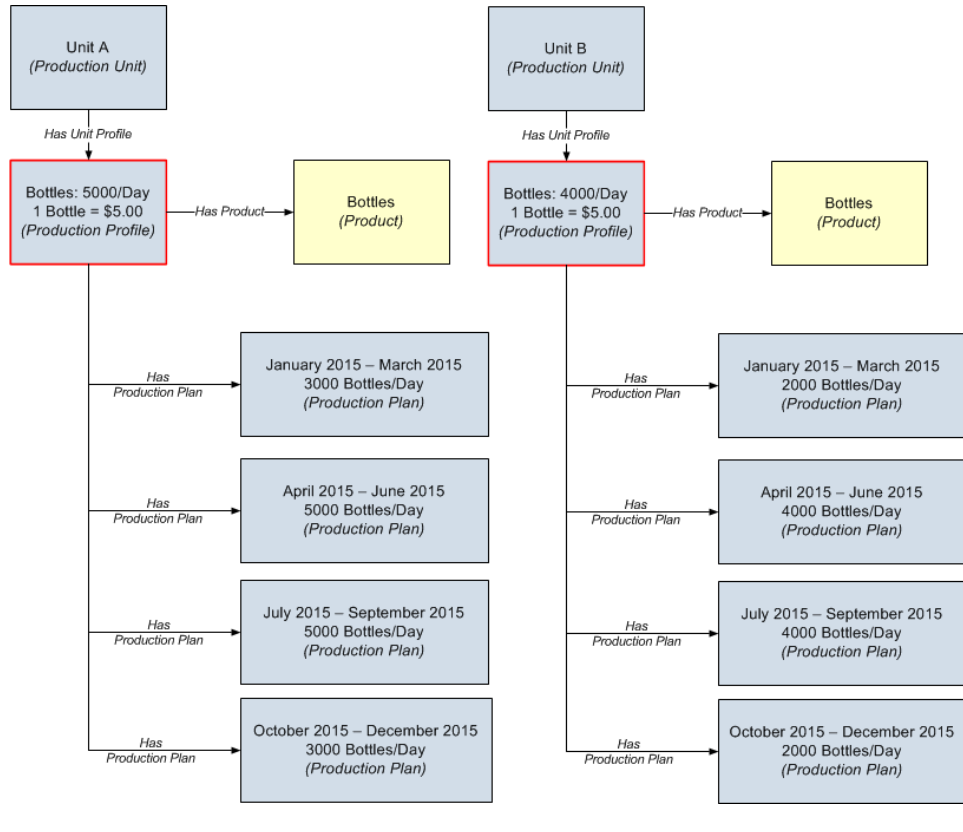 Unit A
(Production Unit)
Has Unit Profile
Bottles: 5000/Day
1 Bottle = $5.00
(Production Profile)
Has Product
Bottles
(Product)
January 2015 – March 2015
3000 Bottles/Day
(Production Plan)
Has
Production Plan
April 2015 – June 2015
5000 Bottles/Day
(Production Plan)
Has
Production Plan
July 2015 – September 2015
5000 Bottles/Day
(Production Plan)
Has
Production Plan
October 2015 – December 2015
3000 Bottles/Day
(Production Plan)
Has
Production Plan
Unit B
(Production Unit)
Has Unit Profile
Bottles: 4000/Day
1 Bottle = $5.00
(Production Profile)
Has Product
Bottles
(Product)
January 2015 – March 2015
2000 Bottles/Day
(Production Plan)
Has
Production Plan
April 2015 – June 2015
4000 Bottles/Day
(Production Plan)
Has
Production Plan
July 2015 – September 2015
4000 Bottles/Day
(Production Plan)
Has
Production Plan
October 2015 – December 2015
2000 Bottles/Day
(Production Plan)
Has
Production Plan